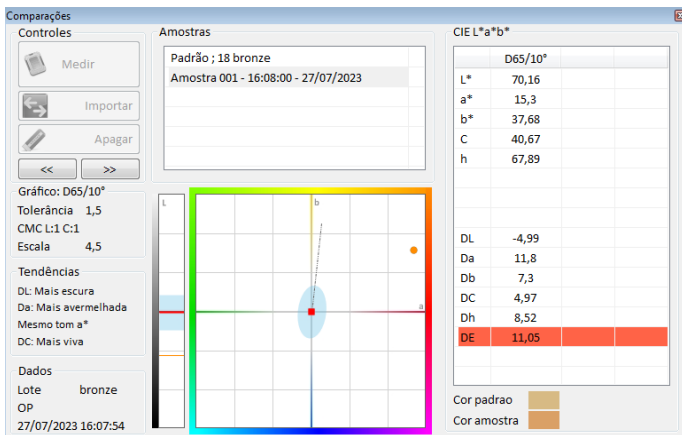 Comparações
Controles
Medir
Importar
Apagar
<< >>
Gráfico: D65/10°
Tolerância 1,5
CMC L:1 C:1
Escala 4,5
Tendências
DL: Mais escura
Da: Mais avermelhada
Mesmo tom a*
DC: Mais viva
Dados
Lote bronze
OP
27/07/2023 16:07:54
Amostras
Padrão ; 18 bronze
Amostra 001 - 16:08:00 - 27/07/2023
L
b
a
CIE L*a*b*
D65/10°
L* 70,16
a* 15,3
b* 37,68
C 40,67
h 67,89
DL -4,99
Da 11,8
Db 7,3
DC 4,97
Dh 8,52
DE 11,05
Cor padrao
Cor amostra